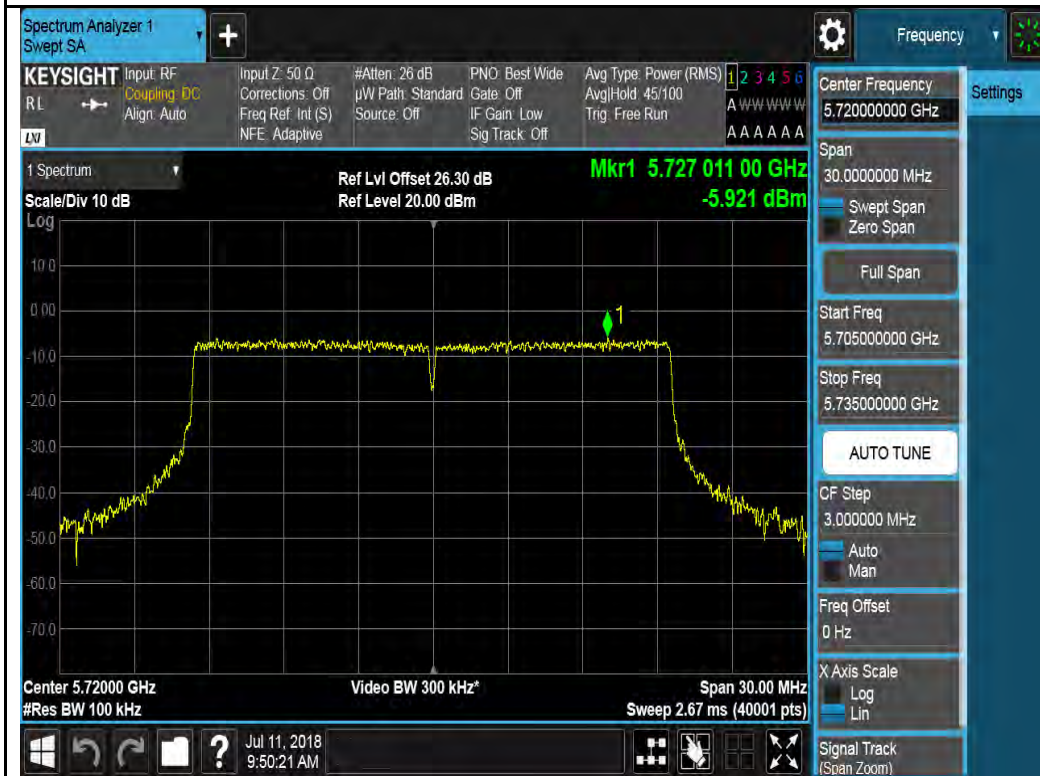 Spectrum Analyzer 1
Swept SA
+
Frequency
KEYSIGHT
RL
LXI
Input: RF
Coupling: DC
Align: Auto
Input Z: 50 Ω
Corrections: Off
Freq Ref: Int (S)
NFE: Adaptive
#Atten: 26 dB
µW Path: Standard
Source: Off
PNO: Best Wide
Gate: Off
IF Gain: Low
Sig Track: Off
Avg Type: Power (RMS)
Avg|Hold: 45/100
Trig: Free Run
1 2 3 4 5 6
A W W W W W
A A A A A A
Center Frequency
5.720000000 GHz
Settings
1 Spectrum
Scale/Div 10 dB
Log
Ref Lvl Offset 26.30 dB
Ref Level 20.00 dBm
Mkr1 5.727 011 00 GHz
-5.921 dBm
Span
30.0000000 MHz
Swept Span
Zero Span
Full Span
10.0
0.00
-10.0
-20.0
-30.0
-40.0
-50.0
-60.0
-70.0
1
Start Freq
5.705000000 GHz
Stop Freq
5.735000000 GHz
AUTO TUNE
CF Step
3.000000 MHz
Auto
Man
Freq Offset
0 Hz
X Axis Scale
Log
Lin
Signal Track
(Span Zoom)
Center 5.72000 GHz
#Res BW 100 kHz
Video BW 300 kHz*
Span 30.00 MHz
Sweep 2.67 ms (40001 pts)
?
Jul 11, 2018
9:50:21 AM